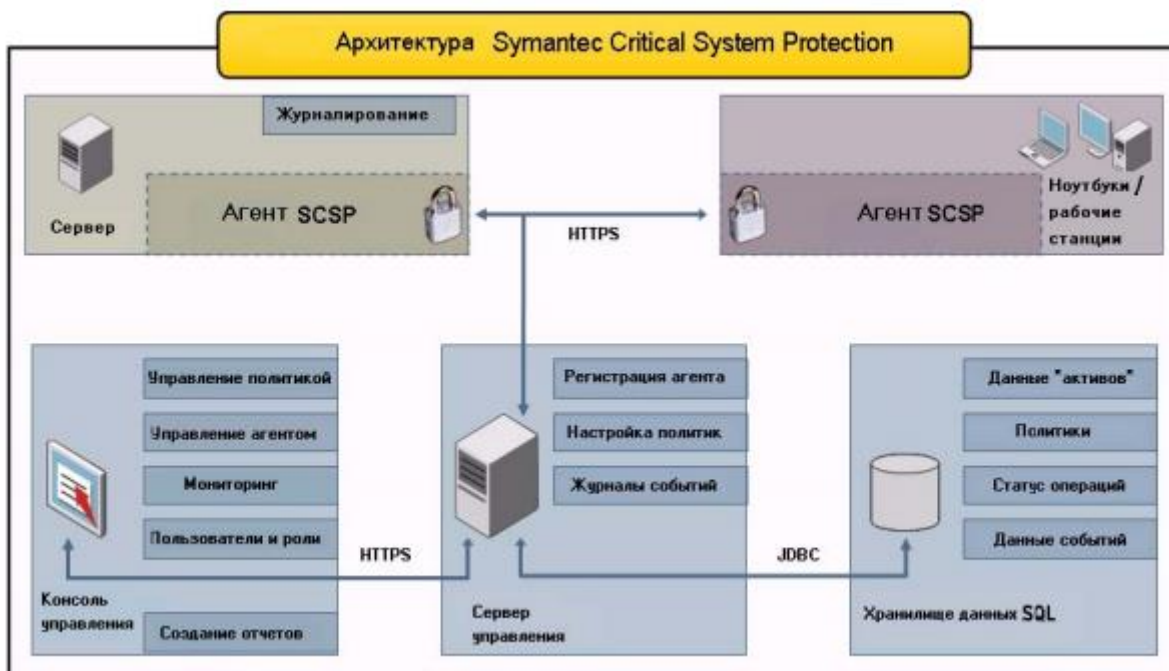 Архитектура Symantec Critical System Protection
Журналирование
Сервер
Агент SCSP
HTTPS
Агент SCSP
Ноутбуки /
рабочие
станции
Управление политикой
Управление агентом
Мониторинг
Пользователи и роли
Консоль
управления
Создание отчетов
HTTPS
Регистрация агента
Настройка политик
Журналы событий
Сервер
управления
JDBC
Данные "активов"
Политики
Статус операций
Данные событий
Хранилище данных SQL